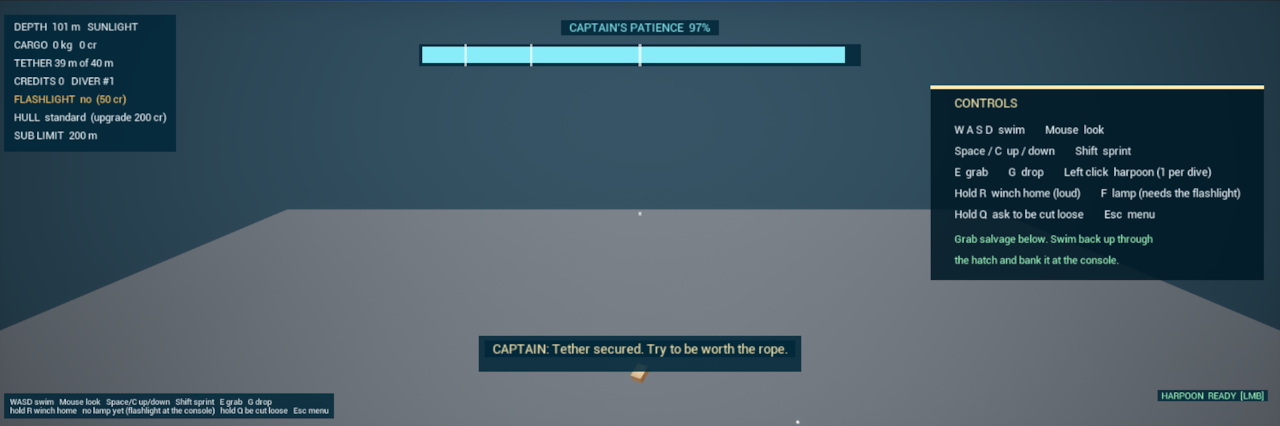 DEPTH 101 m SUNLIGHT
CARGO 0 kg 0 cr
TETHER 39 m of 40 m
CREDITS 0 DIVER #1
FLASHLIGHT no (50 cr)
HULL standard (upgrade 200 cr)
SUB LIMIT 200 m
CAPTAIN'S PATIENCE 97%
CONTROLS
W A S D swim Mouse look
Space / C up / down Shift sprint
E grab G drop Left click harpoon (1 per dive)
Hold R winch home (loud) F lamp (needs the flashlight)
Hold Q ask to be cut loose Esc menu
Grab salvage below. Swim back up through
the hatch and bank it at the console.
CAPTAIN: Tether secured. Try to be worth the rope.
WASD swim Mouse look Space/C up/down Shift sprint E grab G drop
hold R winch home no lamp yet (flashlight at the console) hold Q be cut loose Esc menu
HARPOON READY [LMB]